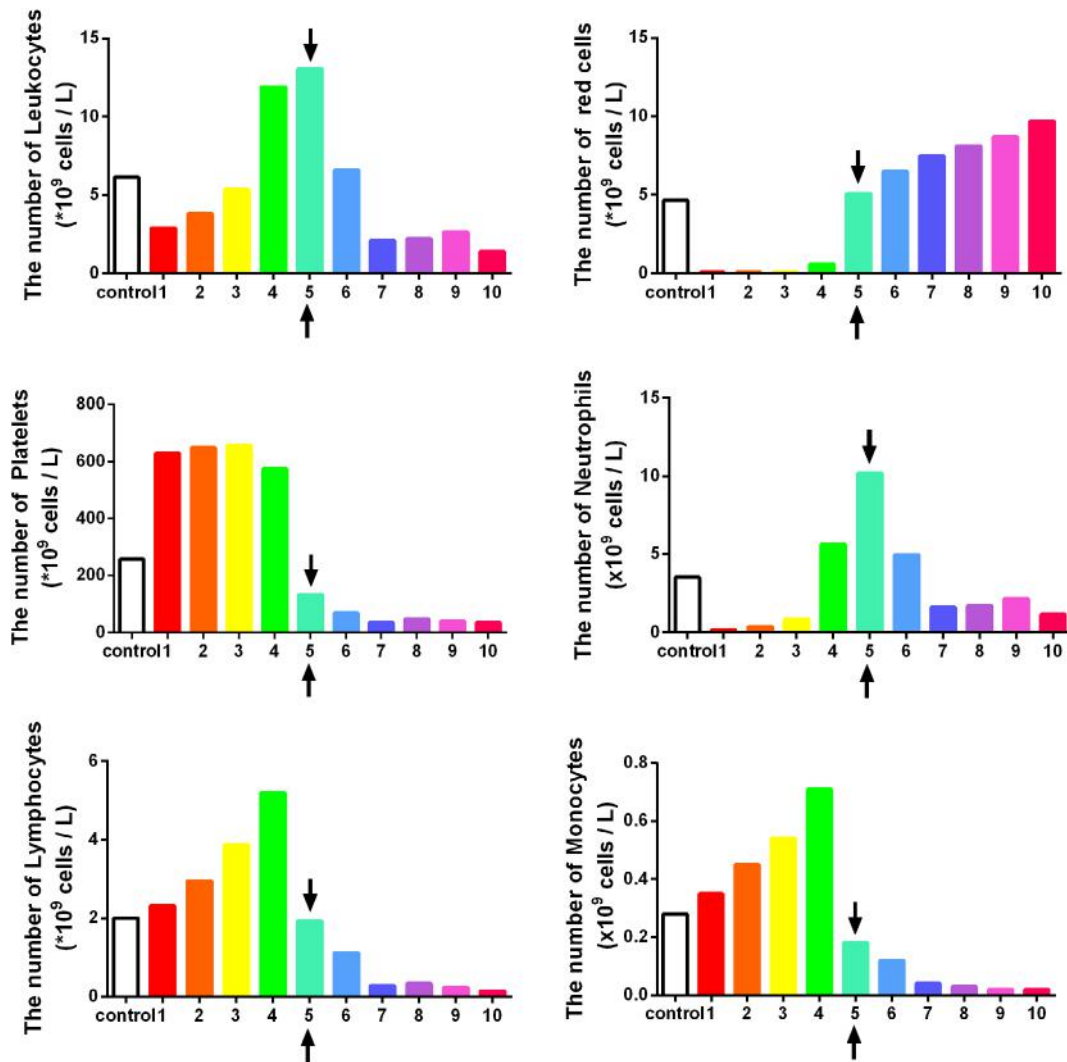 The number of Leukocytes
(*10⁹ cells / L)
15
10
5
0
control 1 2 3 4 5 6 7 8 9 10
The number of red cells
(*10⁹ cells / L)
15
10
5
0
control 1 2 3 4 5 6 7 8 9 10
The number of Platelets
(*10⁹ cells / L)
800
600
400
200
0
control 1 2 3 4 5 6 7 8 9 10
The number of Neutrophils
(x10⁹ cells / L)
15
10
5
0
control 1 2 3 4 5 6 7 8 9 10
The number of Lymphocytes
(*10⁹ cells / L)
6
4
2
0
control 1 2 3 4 5 6 7 8 9 10
The number of Monocytes
(x10⁹ cells / L)
0.8
0.6
0.4
0.2
0.0
control 1 2 3 4 5 6 7 8 9 10